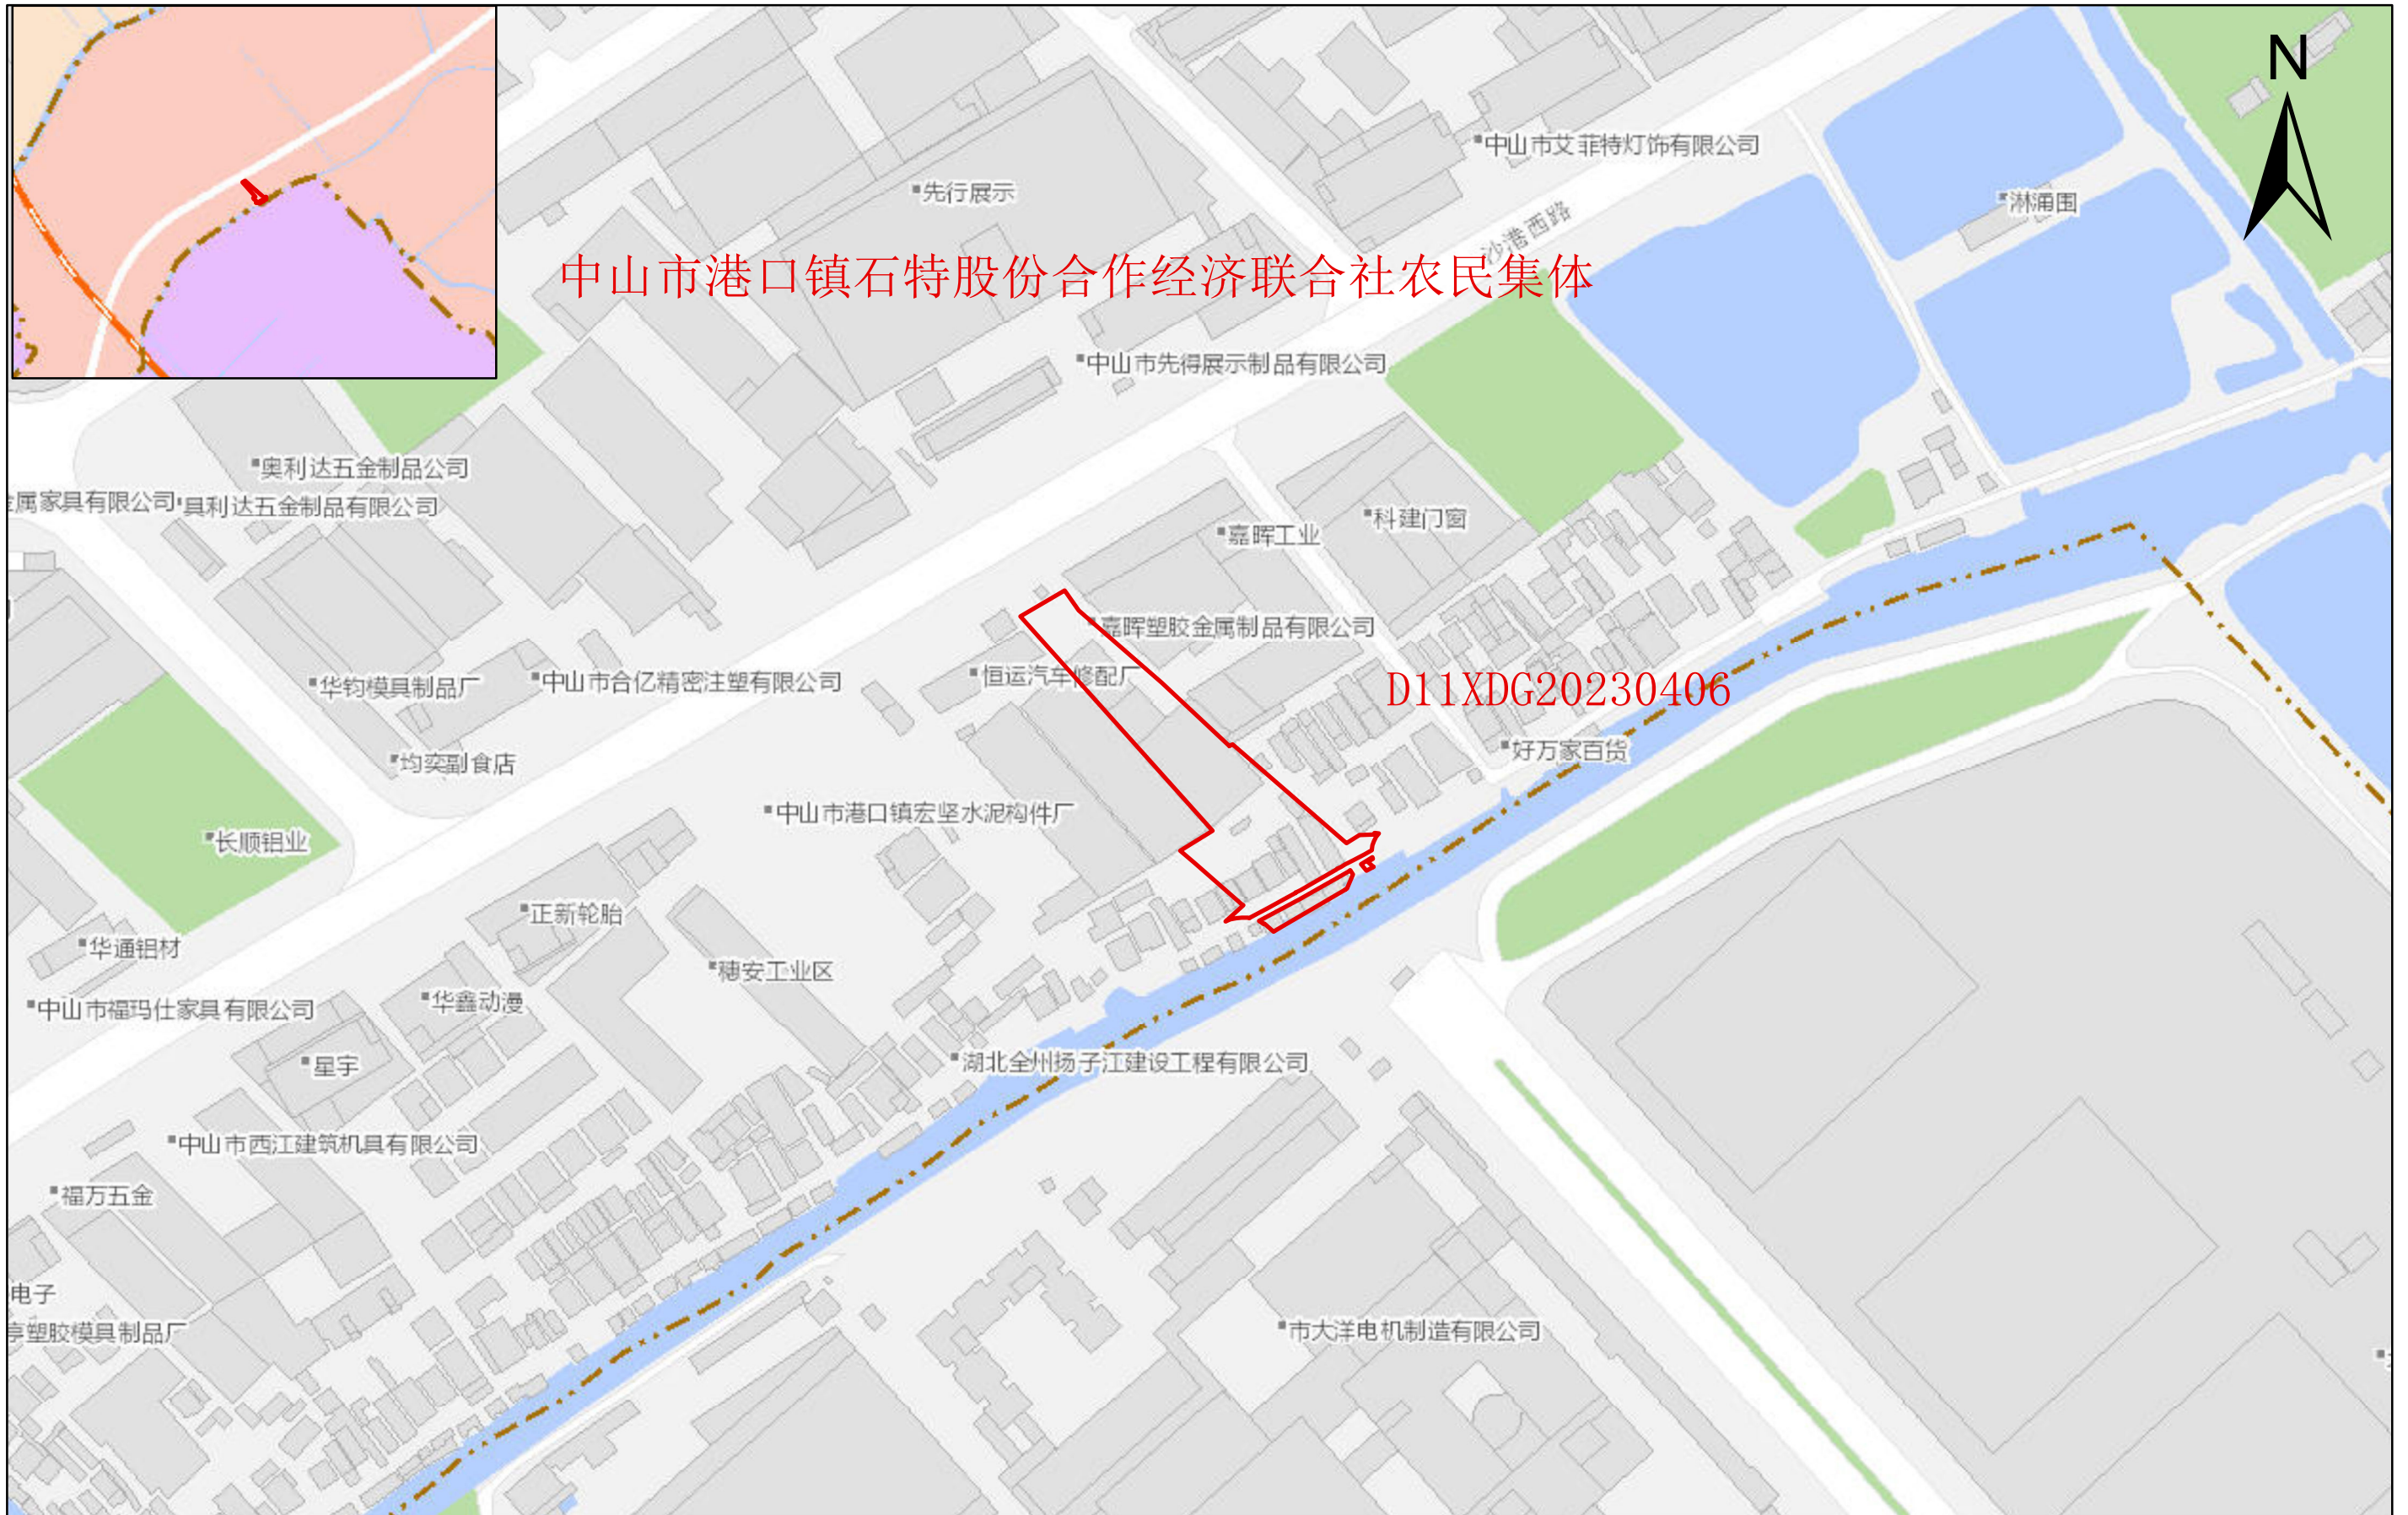 N
中山市艾菲特灯饰有限公司
先行展示
淋涌围
沙港西路
中山市港口镇石特股份合作经济联合社农民集体
中山市先得展示制品有限公司
奥利达五金制品公司
属家具有限公司
具利达五金制品有限公司
科建门窗
嘉晖工业
嘉晖塑胶金属制品有限公司
恒运汽车修配厂
中山市合亿精密注塑有限公司
华钧模具制品厂
D11XDG20230406
好万家百货
均奕副食店
中山市港口镇宏坚水泥构件厂
长顺铝业
正新轮胎
华通铝材
穗安工业区
华鑫动漫
中山市福玛仕家具有限公司
星宇
湖北全州扬子江建设工程有限公司
中山市西江建筑机具有限公司
福万五金
电子
塑胶模具制品厂
市大洋电机制造有限公司